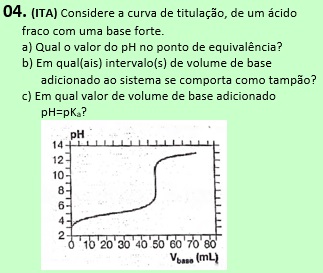 04. (ITA) Considere a curva de titulação, de um ácido
fraco com uma base forte.
a) Qual o valor do pH no ponto de equivalência?
b) Em qual(ais) intervalo(s) de volume de base
adicionado ao sistema se comporta como tampão?
c) Em qual valor de volume de base adicionado
pH=pKₐ?
pH
14
12
10
8
6
4
2
0 10 20 30 40 50 60 70 80
V base (mL)